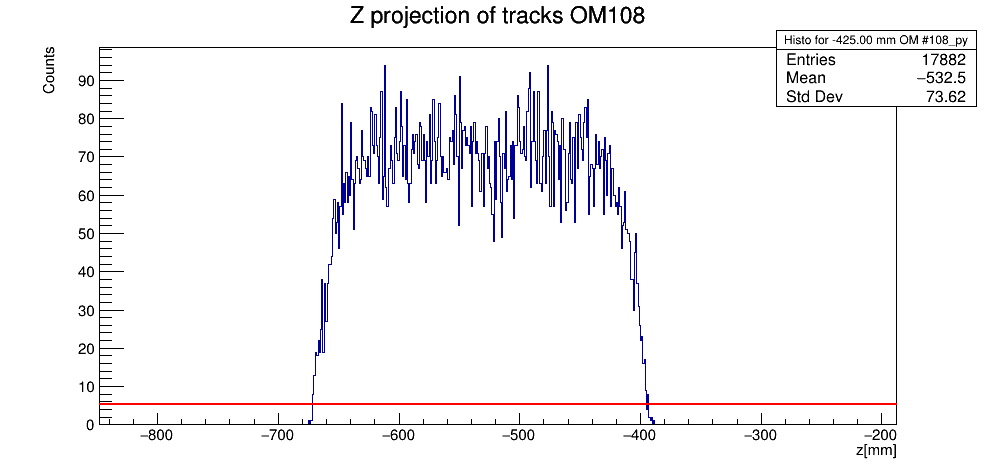 Z projection of tracks OM108
Histo for -425.00 mm OM #108_py
Entries 17882
Mean −532.5
Std Dev 73.62
Counts
90
80
70
60
50
40
30
20
10
0
−800 −700 −600 −500 −400 −300 −200
z[mm]